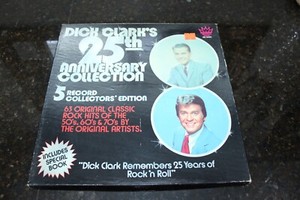 DICK CLARK'S
25th
ANNIVERSARY
COLLECTION
5 RECORD
COLLECTORS' EDITION
63 ORIGINAL CLASSIC
ROCK HITS OF THE
50's, 60's & 70's BY
THE ORIGINAL ARTISTS.
INCLUDES
SPECIAL
BOOK
"Dick Clark Remembers 25 Years of
Rock 'n Roll"